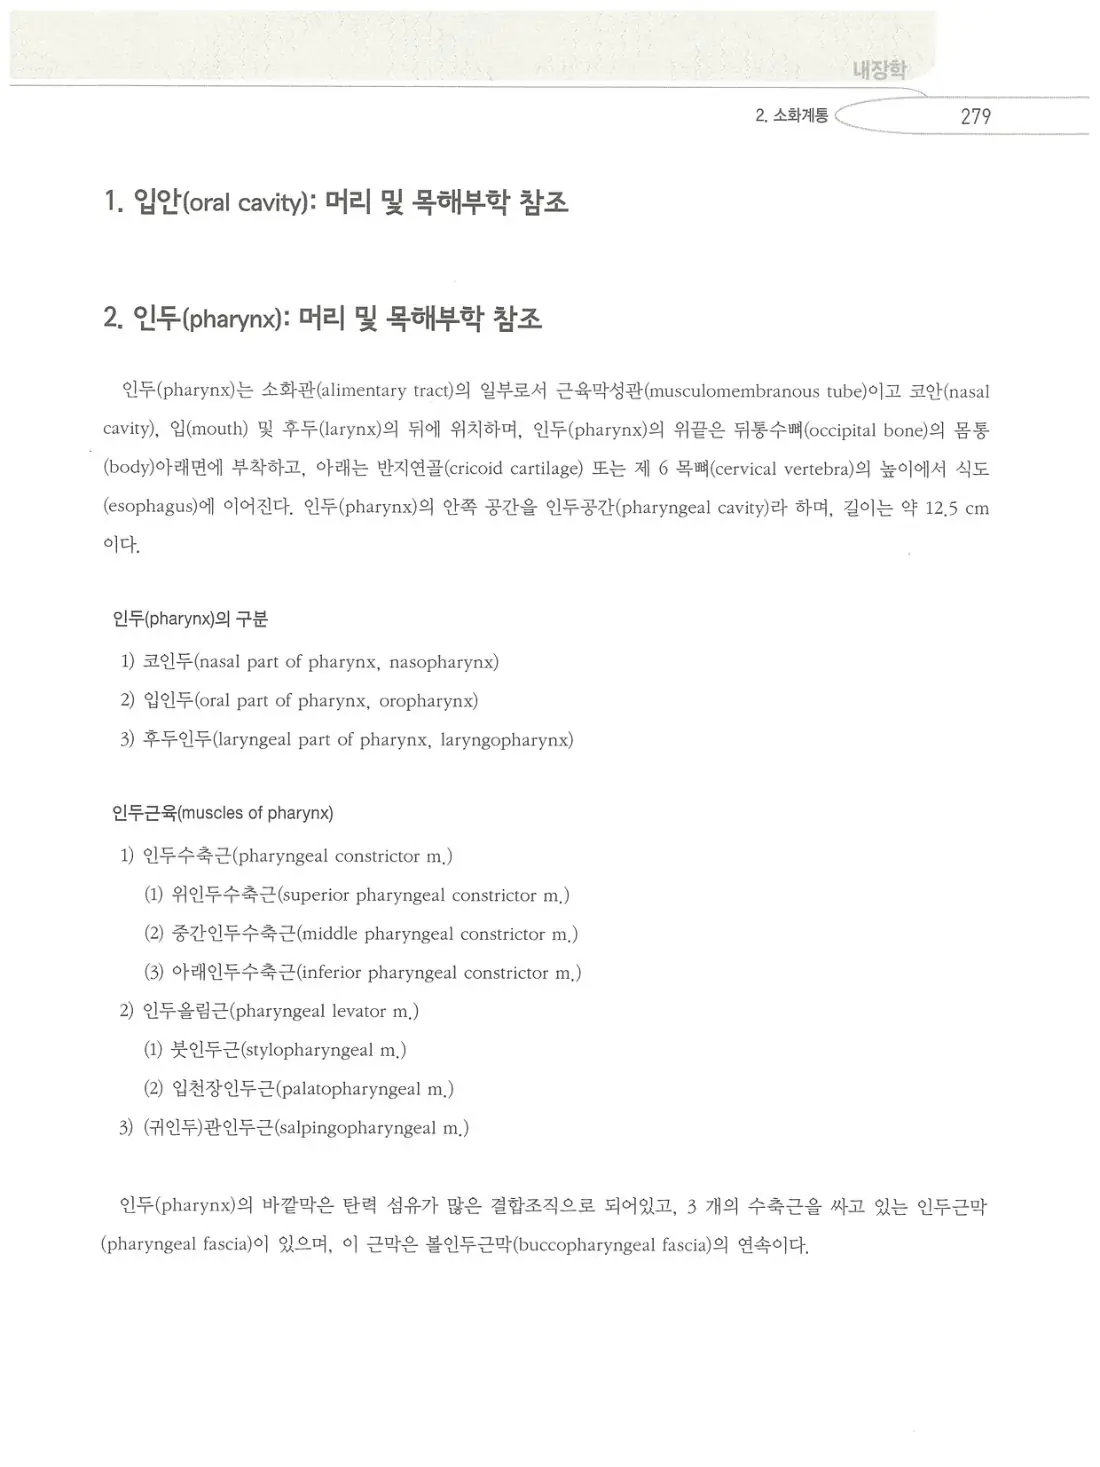 내장학
2. 소화계통
279
1. 입안(oral cavity): 머리 및 목해부학 참조
2. 인두(pharynx): 머리 및 목해부학 참조
인두(pharynx)는 소화관(alimentary tract)의 일부로서 근육막성관(musculomembranous tube)이고 코안(nasal
cavity), 입(mouth) 및 후두(larynx)의 뒤에 위치하며, 인두(pharynx)의 위끝은 뒤통수뼈(occipital bone)의 몸통
(body)아래면에 부착하고, 아래는 반지연골(cricoid cartilage) 또는 제 6 목뼈(cervical vertebra)의 높이에서 식도
(esophagus)에 이어진다. 인두(pharynx)의 안쪽 공간을 인두공간(pharyngeal cavity)라 하며, 길이는 약 12.5 cm
이다.
인두(pharynx)의 구분
1) 코인두(nasal part of pharynx, nasopharynx)
2) 입인두(oral part of pharynx, oropharynx)
3) 후두인두(laryngeal part of pharynx, laryngopharynx)
인두근육(muscles of pharynx)
1) 인두수축근(pharyngeal constrictor m.)
(1) 위인두수축근(superior pharyngeal constrictor m.)
(2) 중간인두수축근(middle pharyngeal constrictor m.)
(3) 아래인두수축근(inferior pharyngeal constrictor m.)
2) 인두올림근(pharyngeal levator m.)
(1) 붓인두근(stylopharyngeal m.)
(2) 입천장인두근(palatopharyngeal m.)
3) (귀인두)관인두근(salpingopharyngeal m.)
인두(pharynx)의 바깥막은 탄력 섬유가 많은 결합조직으로 되어있고, 3 개의 수축근을 싸고 있는 인두근막
(pharyngeal fascia)이 있으며, 이 근막은 볼인두근막(buccopharyngeal fascia)의 연속이다.